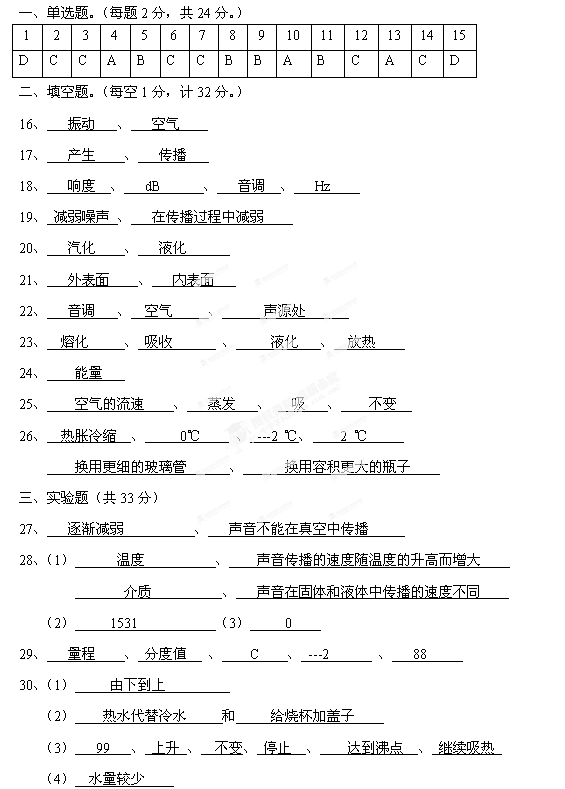 一、单选题。（每题2分，共24分。）
1 2 3 4 5 6 7 8 9 10 11 12 13 14 15
D C C A B C C B B A B C A C D
二、填空题。（每空1分，计32分。）
16、 振动 、 空气
17、 产生 、 传播
18、 响度 、 dB 、 音调 、 Hz
19、 减弱噪声 、 在传播过程中减弱
20、 汽化 、 液化
21、 外表面 、 内表面
22、 音调 、 空气 、 声源处
23、 熔化 、 吸收 、 液化 、 放热
24、 能量
25、 空气的流速 、 蒸发 、 吸 、 不变
26、 热胀冷缩 、 0℃ 、 ---2 ℃、 2 ℃
换用更细的玻璃管 、 换用容积更大的瓶子
三、实验题（共33分）
27、 逐渐减弱 、 声音不能在真空中传播
28、（1） 温度 、 声音传播的速度随温度的升高而增大
介质 、 声音在固体和液体中传播的速度不同
（2） 1531 （3） 0
29、 量程 、 分度值 、 C 、 ---2 、 88
30、（1） 由下到上
（2） 热水代替冷水 和 给烧杯加盖子
（3） 99 、 上升 、 不变、 停止 、 达到沸点 、 继续吸热
（4） 水量较少